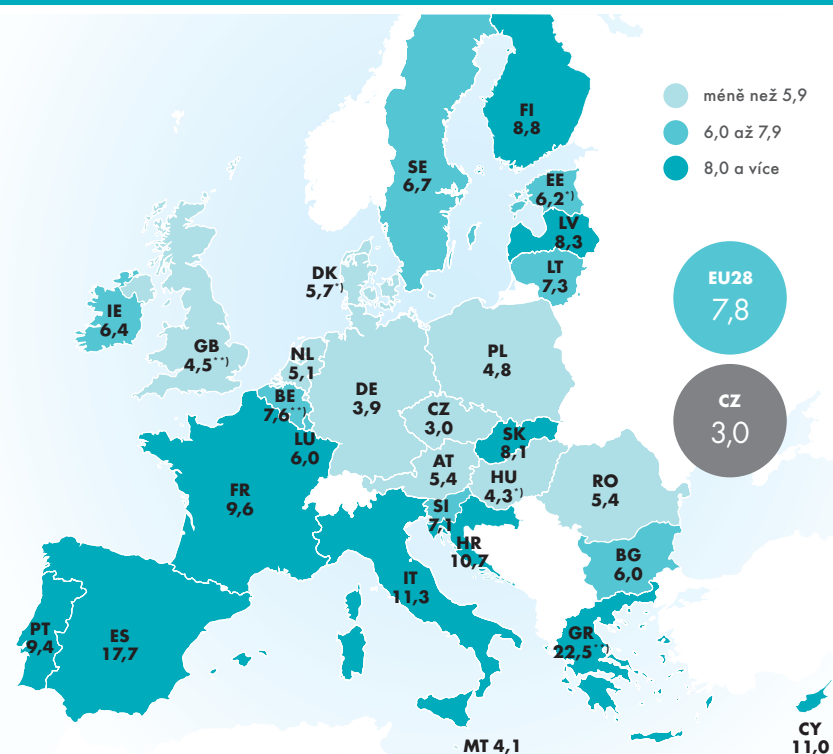 FI
8,8
méně než 5,9
6,0 až 7,9
8,0 a více
SE
6,7
EE
6,2*)
LV
8,3
LT
7,3
DK
5,7*)
EU28
7,8
IE
6,4
GB
4,5**)
NL
5,1
PL
4,8
DE
3,9
BE
7,6**)
CZ
3,0
CZ
3,0
LU
6,0
SK
8,1
AT
5,4
HU
4,3*)
RO
5,4
FR
9,6
SI
7,1
HR
10,7
BG
6,0
IT
11,3
PT
9,4
ES
17,7
GR
22,5**)
CY
11,0
MT 4,1